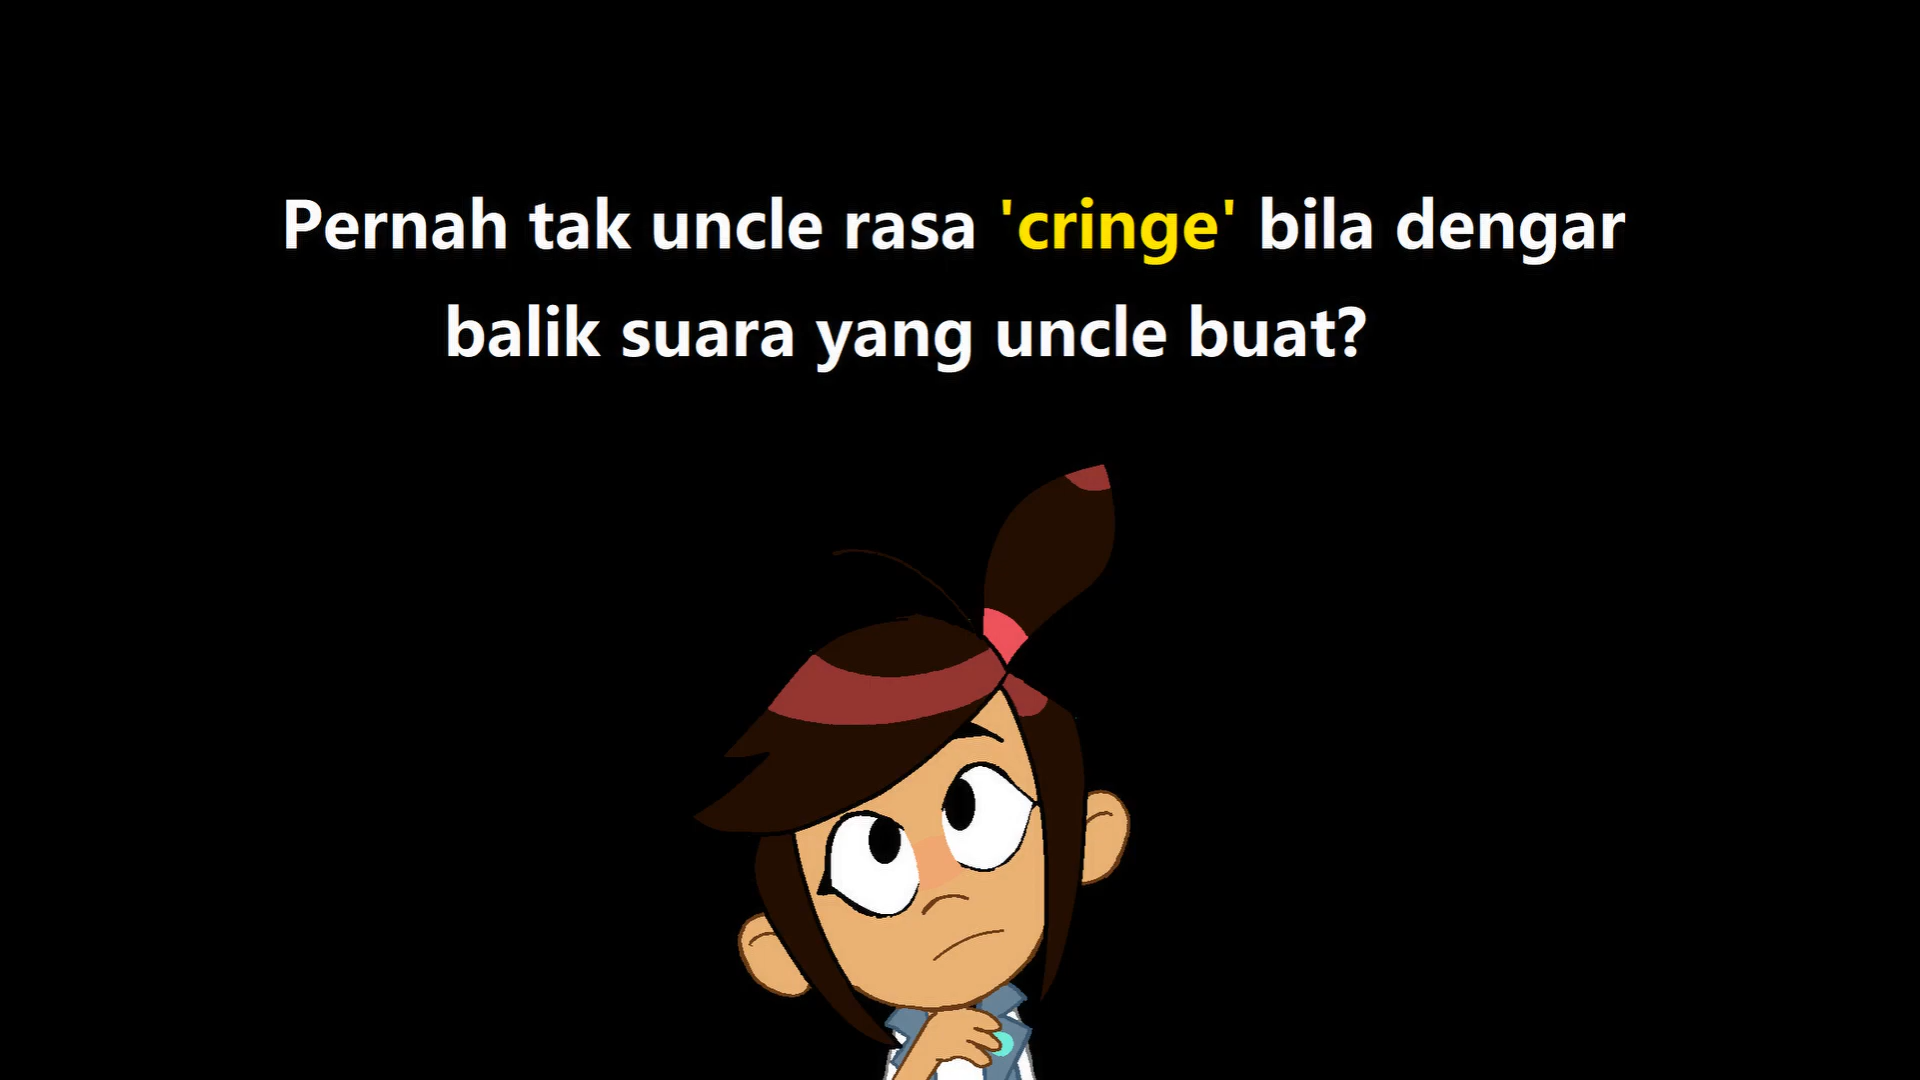 Pernah tak uncle rasa 'cringe' bila dengar
balik suara yang uncle buat?